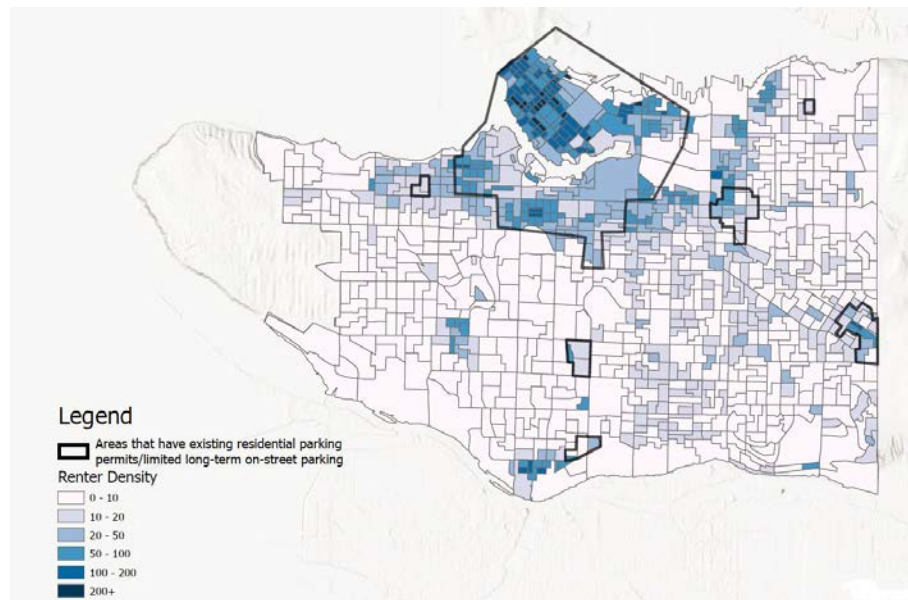 Legend
Areas that have existing residential parking
permits/limited long-term on-street parking
Renter Density
0 - 10
10 - 20
20 - 50
50 - 100
100 - 200
200+